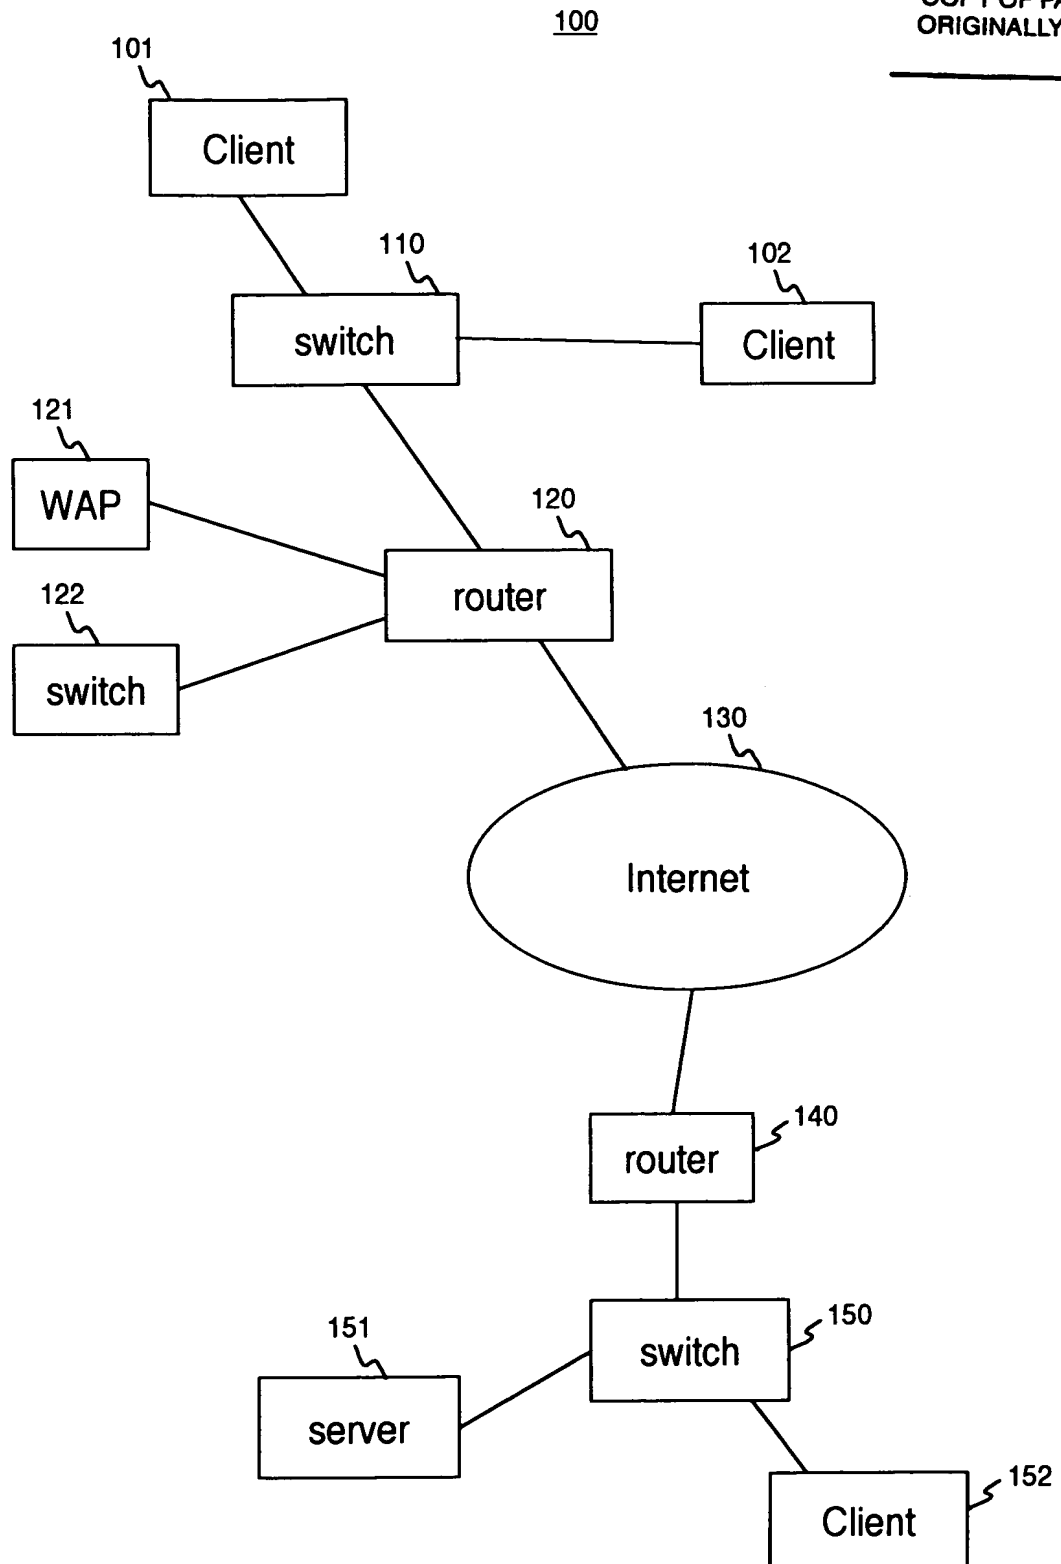 100
ORIGINALLY
101
Client
110
102
switch
Client
121
WAP
120
122
router
switch
130
Internet
140
router
150
151
switch
server
152
Client